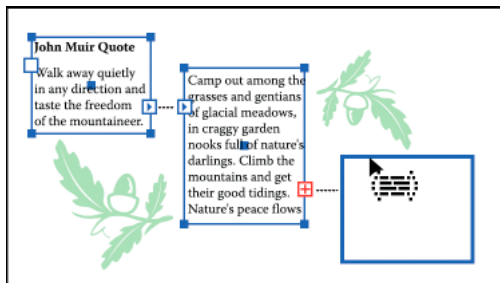 John Muir Quote
Walk away quietly
in any direction and
taste the freedom
of the mountaineer.
Camp out among the
grasses and gentians
of glacial meadows,
in craggy garden
nooks full of nature's
darlings. Climb the
mountains and get
their good tidings.
Nature's peace flows